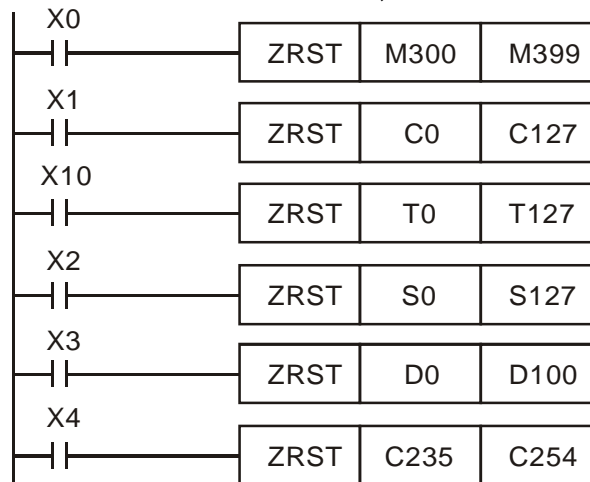 X0
ZRST M300 M399
X1
ZRST C0 C127
X10
ZRST T0 T127
X2
ZRST S0 S127
X3
ZRST D0 D100
X4
ZRST C235 C254